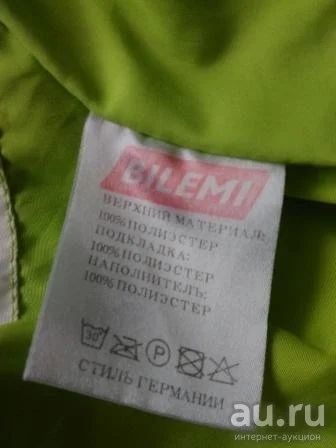 BILEMI
ВЕРХНИЙ МАТЕРИАЛ:
100% ПОЛИЭСТЕР
ПОДКЛАДКА:
100% ПОЛИЭСТЕР
НАПОЛНИТЕЛЬ:
100% ПОЛИЭСТЕР
30 P
СТИЛЬ ГЕРМАНИИ
au.ru
интернет-аукцион